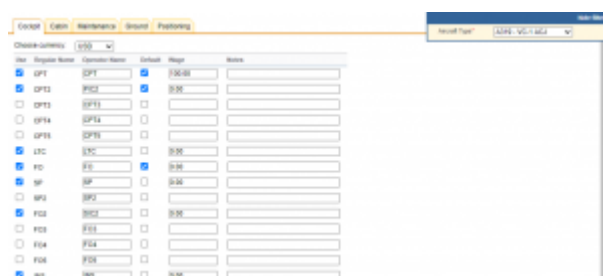 Cockpit Cabin Maintenance Ground Positioning
Aircraft Type*
Choose currency: USD
Use Regular Name Operator Name Default Wage Notes
CPT CPT 100.00
CPT2 PIC2 0.00
CPT3 CPT3
CPT4 CPT4
CPT5 CPT5
LTC LTC 0.00
FO FO 0.00
SP SP 0.00
SP2 SP2
FO2 SIC2 0.00
FO3 FO3
FO4 FO4
FO5 FO5
0.00